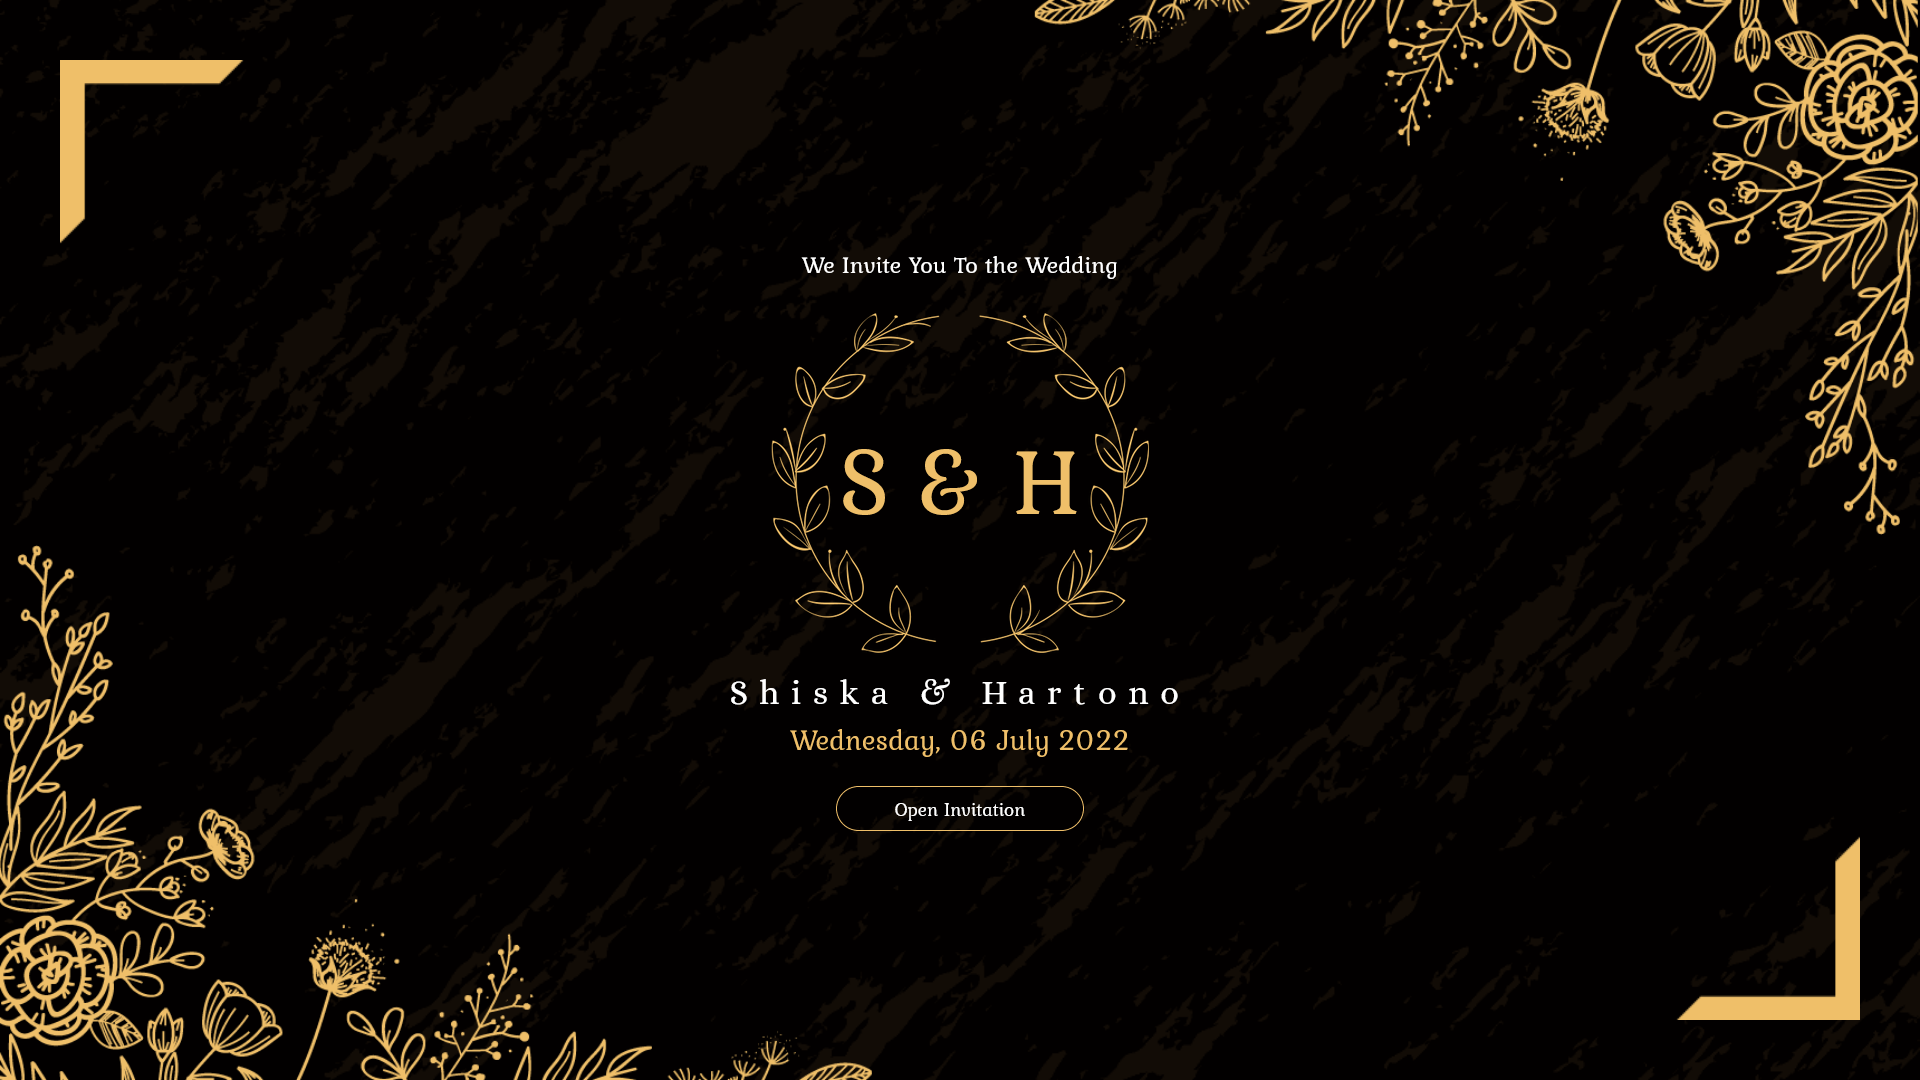 We Invite You To the Wedding
S & H
Shiska & Hartono
Wednesday, 06 July 2022
Open Invitation